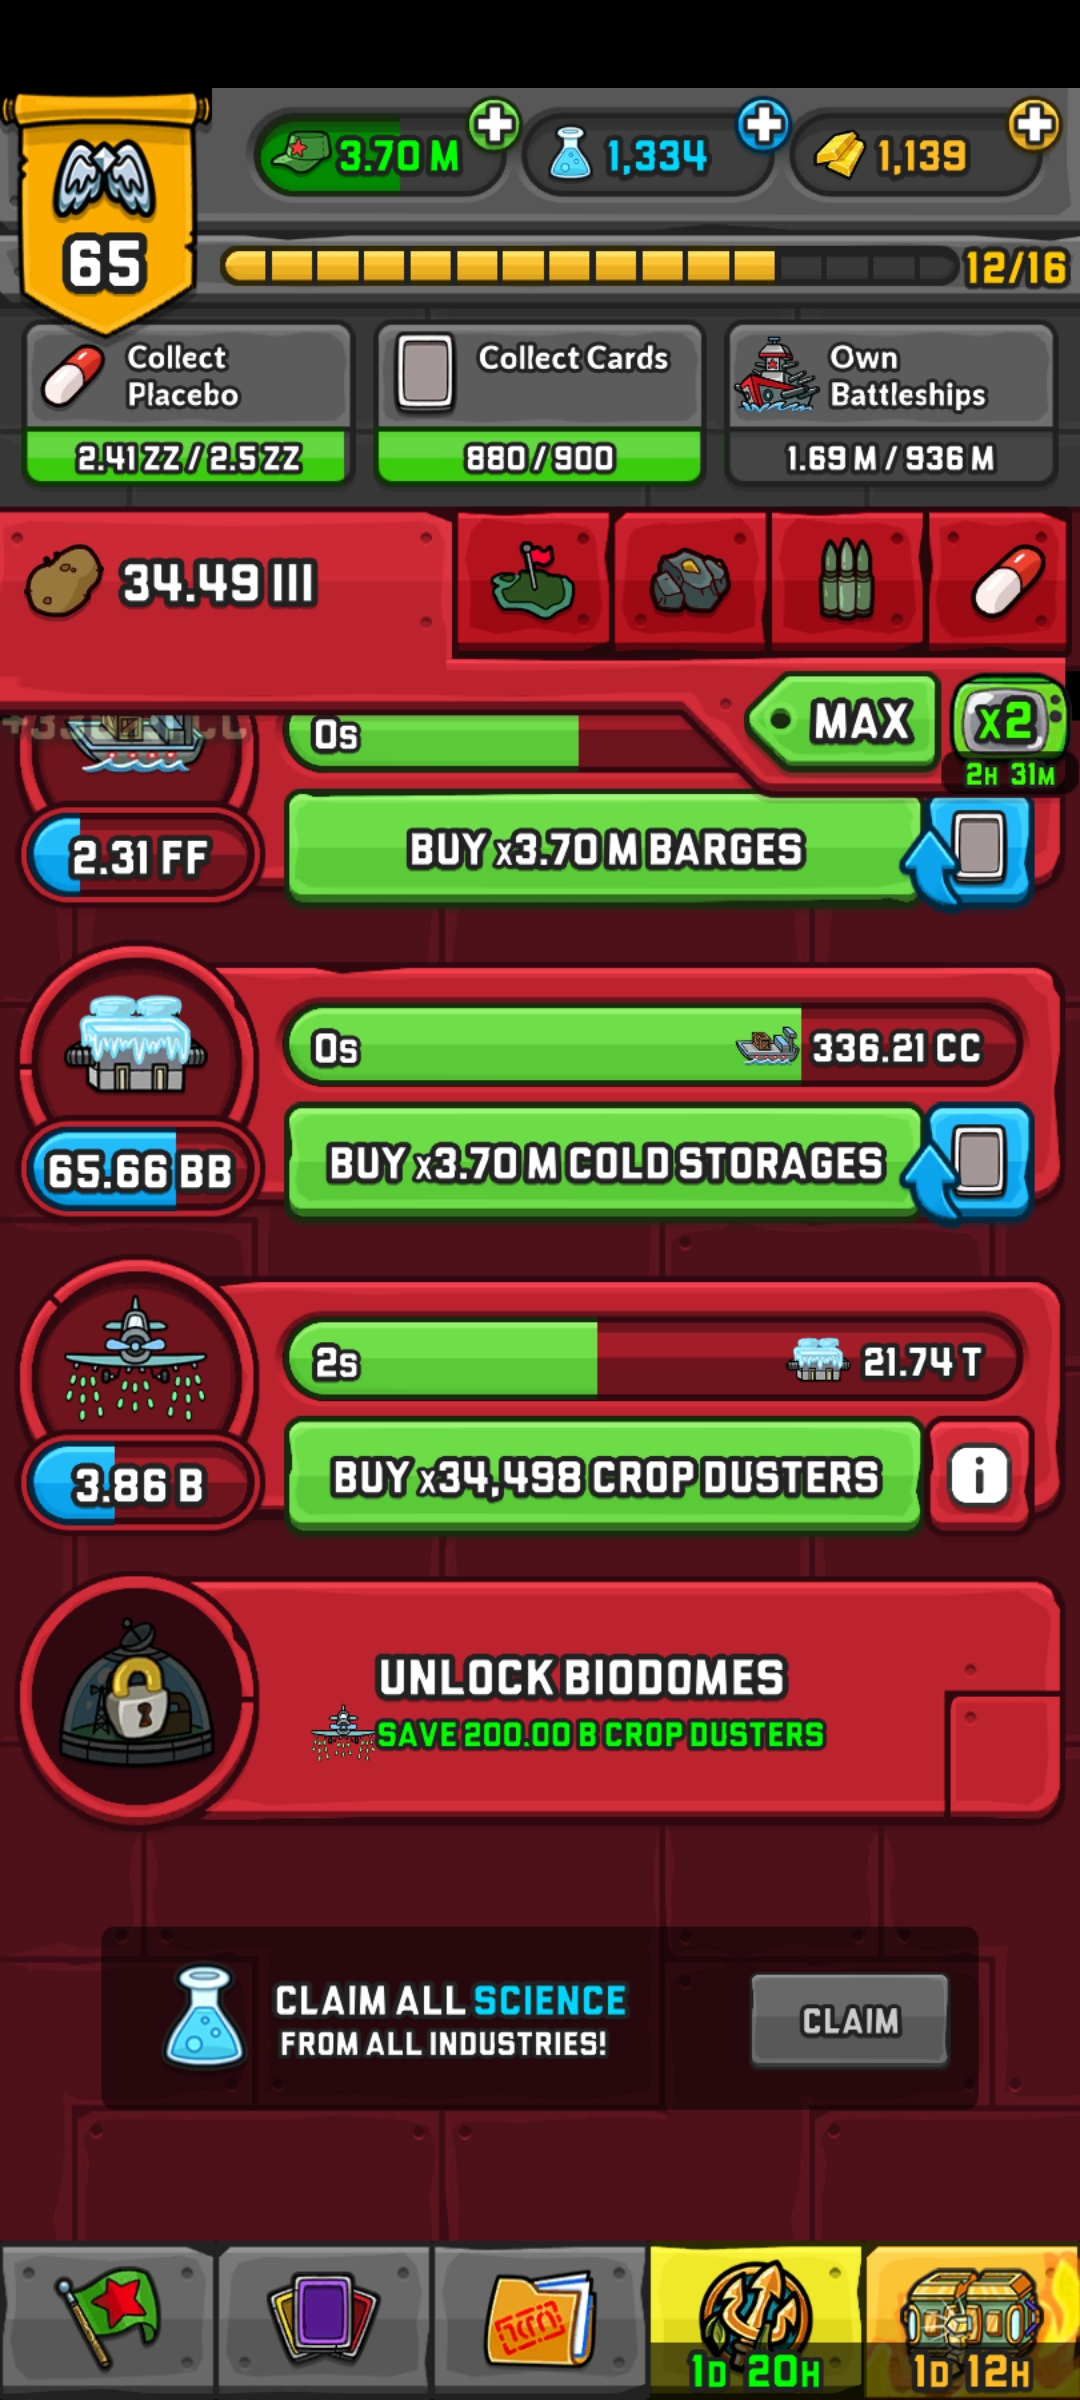 3.70 M
1,334
1,139
65
12/16
Collect Placebo
2.41 ZZ / 2.5 ZZ
Collect Cards
880 / 900
Own Battleships
1.69 M / 936 M
34.49 III
MAX
x2
2H 31M
0s
2.31 FF
BUY x3.70 M BARGES
0s
336.21 CC
65.66 BB
BUY x3.70 M COLD STORAGES
2s
21.74 T
3.86 B
BUY x34,498 CROP DUSTERS
i
UNLOCK BIODOMES
SAVE 200.00 B CROP DUSTERS
CLAIM ALL SCIENCE
FROM ALL INDUSTRIES!
CLAIM
1D 20H
1D 12H